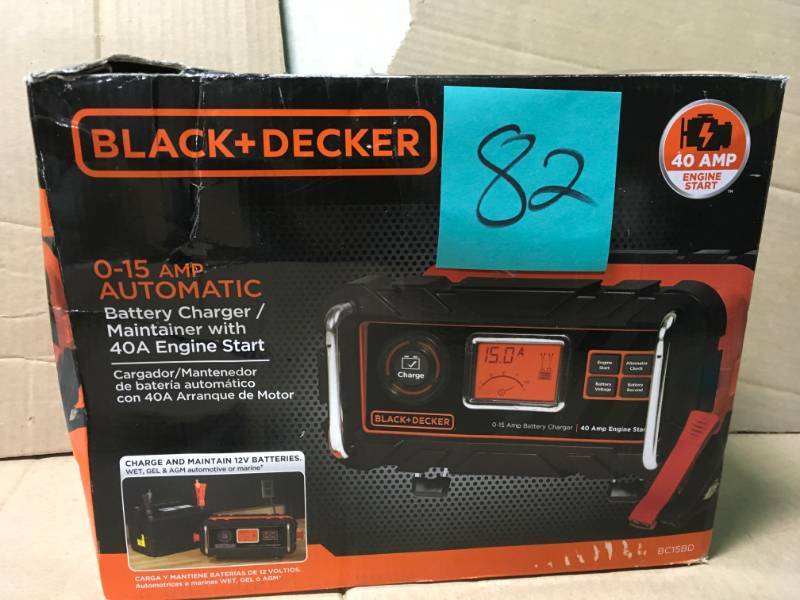 BLACK+DECKER
82
40 AMP
ENGINE
START
0-15 AMP
AUTOMATIC
Battery Charger /
Maintainer with
40A Engine Start
Cargador/Mantenedor
de batería automático
con 40A Arranque de Motor
Charge
15.0A
Engine
Start
Alternator
Check
Battery
Voltage
Battery
Recond
BLACK+DECKER
0-15 Amp Battery Charger | 40 Amp Engine Star
CHARGE AND MAINTAIN 12V BATTERIES.
WET, GEL & AGM automotive or marine*
CARGA Y MANTIENE BATERÍAS DE 12 VOLTIOS.
Automotrices o marinas WET, GEL ó AGM*
BC15BD